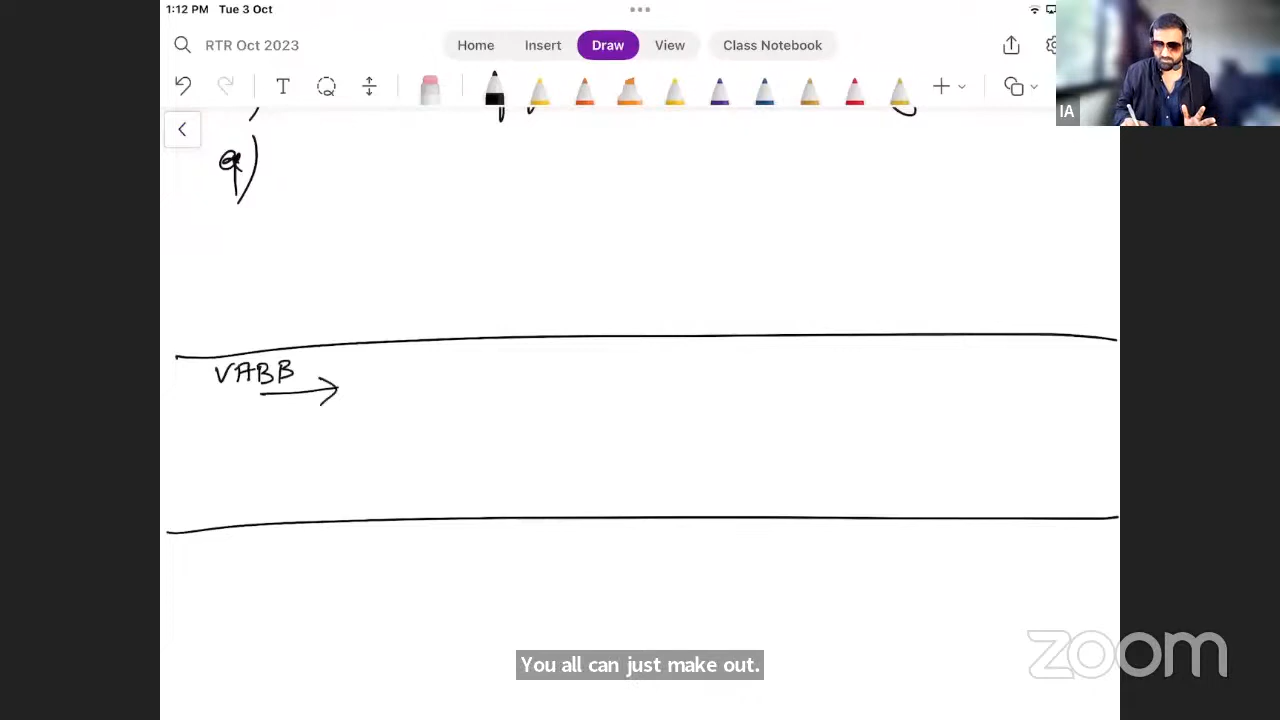 1:12 PM Tue 3 Oct
RTR Oct 2023
Home Insert Draw View Class Notebook
T
IA
q)
VABB
You all can just make out.
zoom